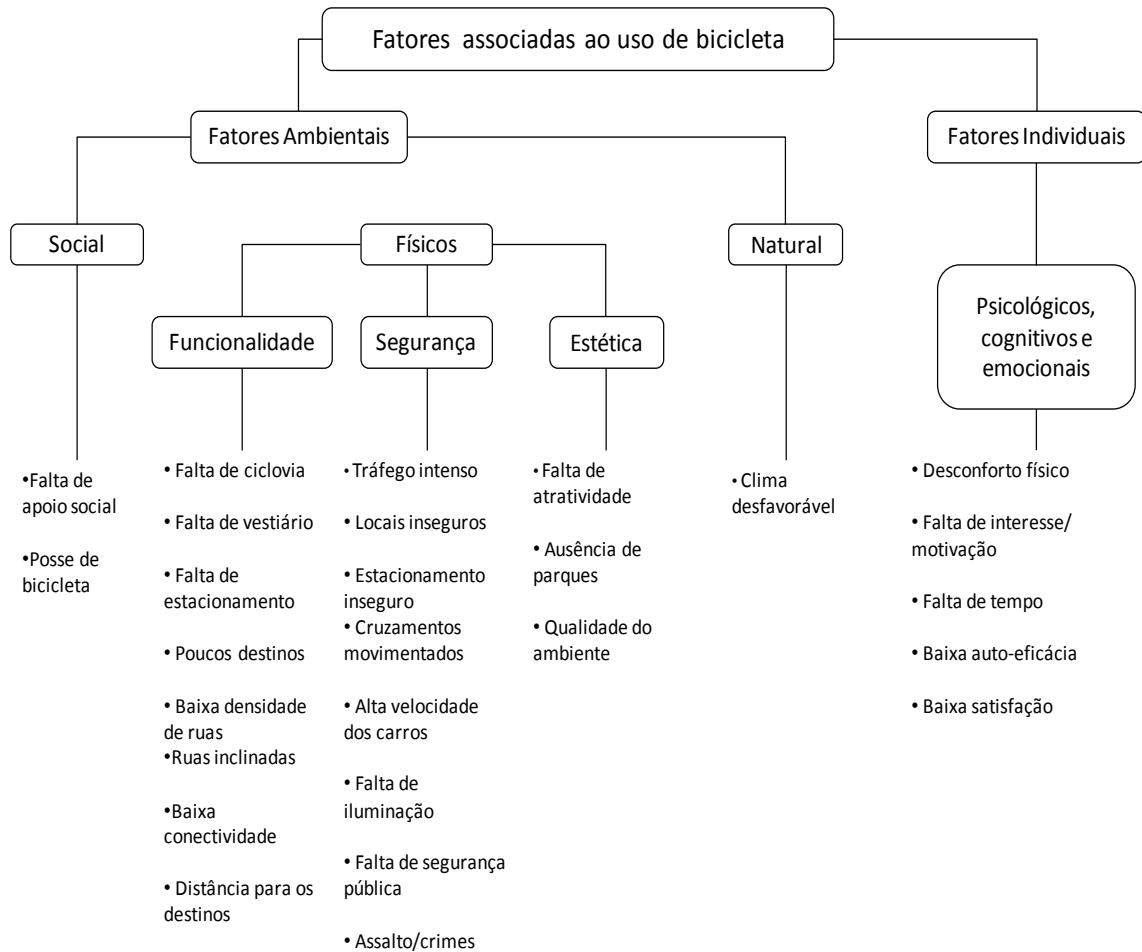 Fatores associadas ao uso de bicicleta
Fatores Ambientais
Fatores Individuais
Social
Físicos
Natural
Funcionalidade
Segurança
Estética
Psicológicos,
cognitivos e
emocionais
•Falta de
apoio social
•Posse de
bicicleta
• Falta de ciclovia
• Falta de vestiário
• Falta de
estacionamento
• Poucos destinos
• Baixa densidade
de ruas
•Ruas inclinadas
•Baixa
conectividade
• Distância para os
destinos
• Tráfego intenso
• Locais inseguros
• Estacionamento
inseguro
• Cruzamentos
movimentados
• Alta velocidade
dos carros
• Falta de
iluminação
• Falta de segurança
pública
• Assalto/crimes
• Falta de
atratividade
• Ausência de
parques
• Qualidade do
ambiente
• Clima
desfavorável
• Desconforto físico
• Falta de interesse/
motivação
• Falta de tempo
• Baixa auto-eficácia
• Baixa satisfação